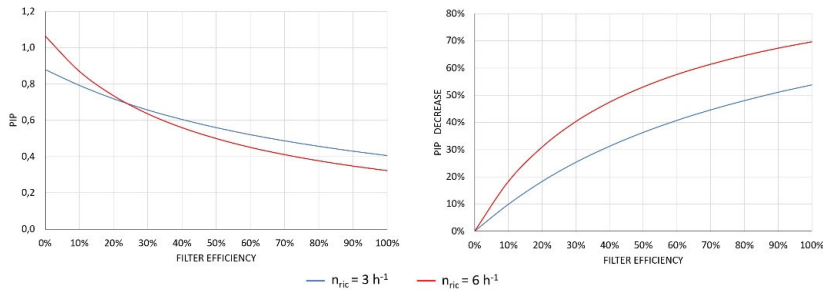 1,2
1,0
0,8
0,6
0,4
0,2
0,0
PIP
0% 10% 20% 30% 40% 50% 60% 70% 80% 90% 100%
FILTER EFFICIENCY
80%
70%
60%
50%
40%
30%
20%
10%
0%
PIP DECREASE
0% 10% 20% 30% 40% 50% 60% 70% 80% 90% 100%
FILTER EFFICIENCY
n_ric = 3 h⁻¹ n_ric = 6 h⁻¹